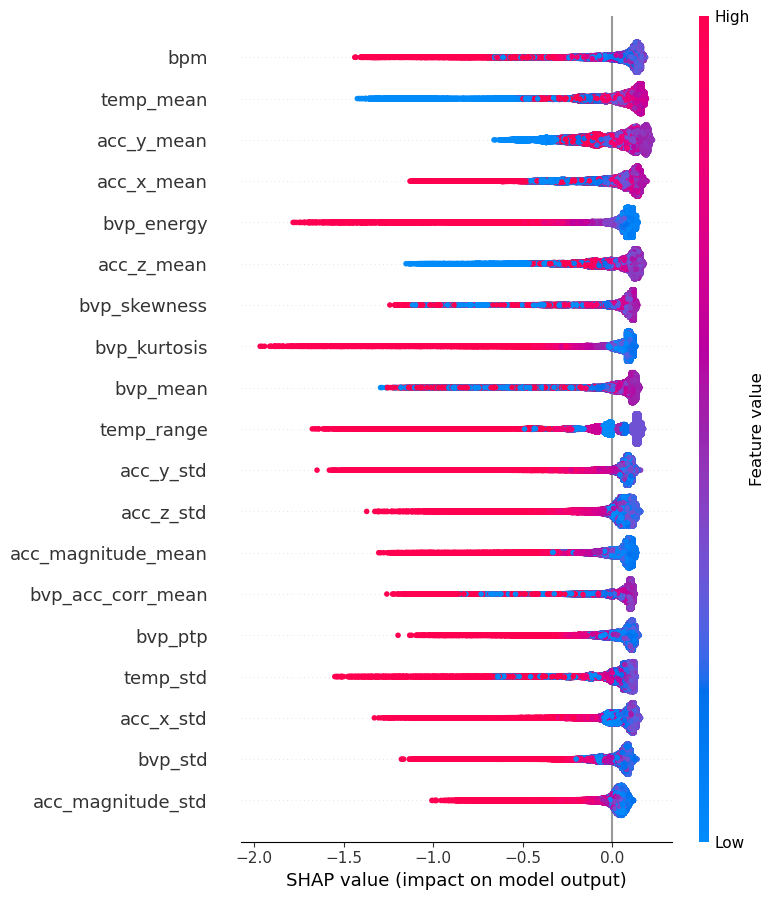 High
bpm
temp_mean
acc_y_mean
acc_x_mean
bvp_energy
acc_z_mean
bvp_skewness
bvp_kurtosis
bvp_mean
temp_range
acc_y_std
acc_z_std
acc_magnitude_mean
bvp_acc_corr_mean
bvp_ptp
temp_std
acc_x_std
bvp_std
acc_magnitude_std
Feature value
Low
−2.0 −1.5 −1.0 −0.5 0.0
SHAP value (impact on model output)